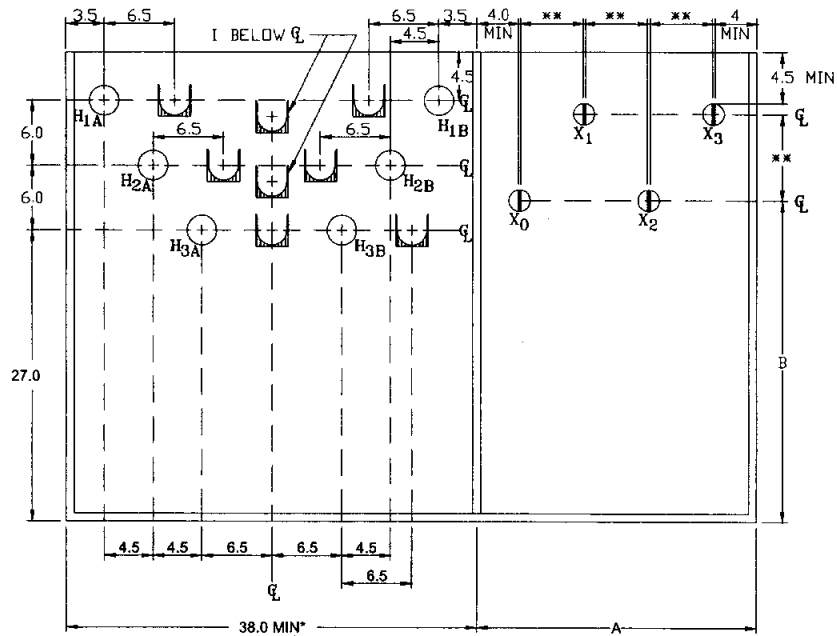 3.5 6.5 I BELOW ℄ 6.5 3.5 4.0 MIN ** ** ** 4 MIN
4.5
4.5 4.5 MIN
H1A H1B ℄ X1 X3 ℄
6.0 6.5 6.5 **
H2A H2B ℄ X0 X2 ℄
6.0
H3A H3B ℄
27.0 B
4.5 4.5 6.5 6.5 4.5
6.5
℄
38.0 MIN* A